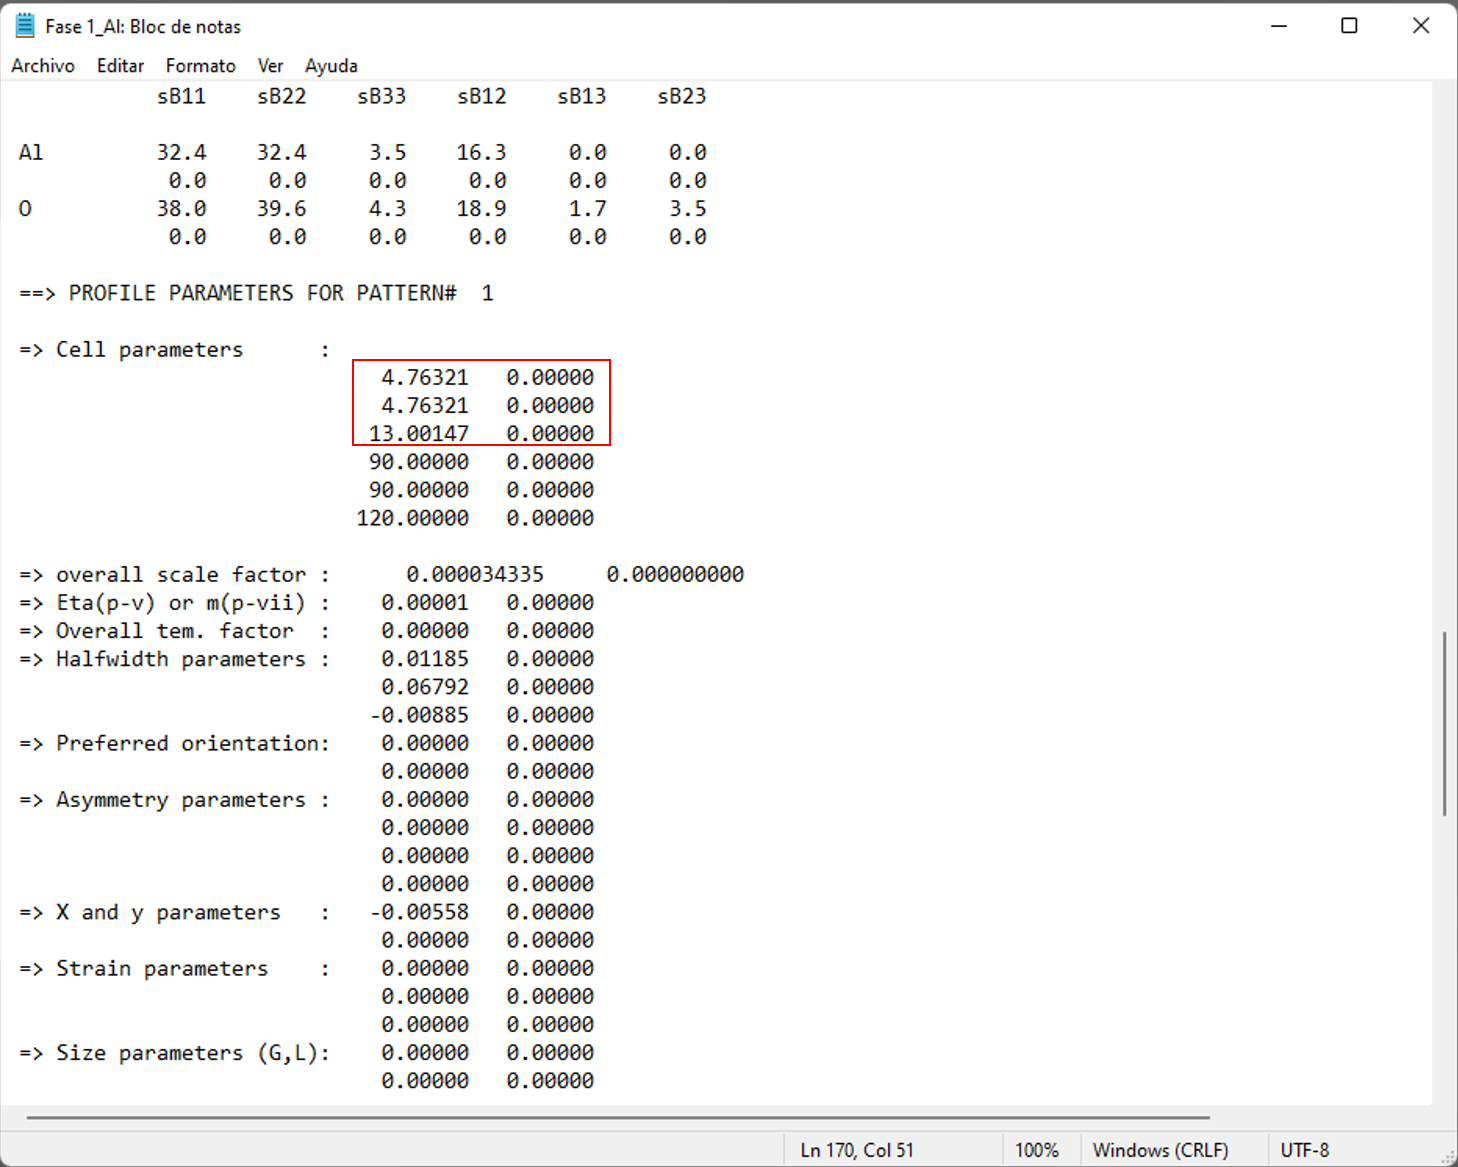 Fase 1_Al: Bloc de notas
Archivo Editar Formato Ver Ayuda
sB11 sB22 sB33 sB12 sB13 sB23
Al 32.4 32.4 3.5 16.3 0.0 0.0
0.0 0.0 0.0 0.0 0.0 0.0
O 38.0 39.6 4.3 18.9 1.7 3.5
0.0 0.0 0.0 0.0 0.0 0.0
==> PROFILE PARAMETERS FOR PATTERN# 1
=> Cell parameters :
4.76321 0.00000
4.76321 0.00000
13.00147 0.00000
90.00000 0.00000
90.00000 0.00000
120.00000 0.00000
=> overall scale factor : 0.000034335 0.000000000
=> Eta(p-v) or m(p-vii) : 0.00001 0.00000
=> Overall tem. factor : 0.00000 0.00000
=> Halfwidth parameters : 0.01185 0.00000
0.06792 0.00000
-0.00885 0.00000
=> Preferred orientation: 0.00000 0.00000
0.00000 0.00000
=> Asymmetry parameters : 0.00000 0.00000
0.00000 0.00000
0.00000 0.00000
0.00000 0.00000
=> X and y parameters : -0.00558 0.00000
0.00000 0.00000
=> Strain parameters : 0.00000 0.00000
0.00000 0.00000
0.00000 0.00000
=> Size parameters (G,L): 0.00000 0.00000
0.00000 0.00000
Ln 170, Col 51 100% Windows (CRLF) UTF-8